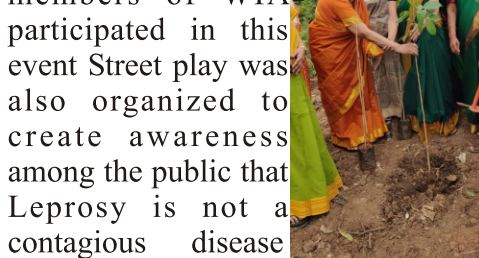 participated in this
event Street play was
also organized to
create awareness
among the public that
Leprosy is not a
contagious disease